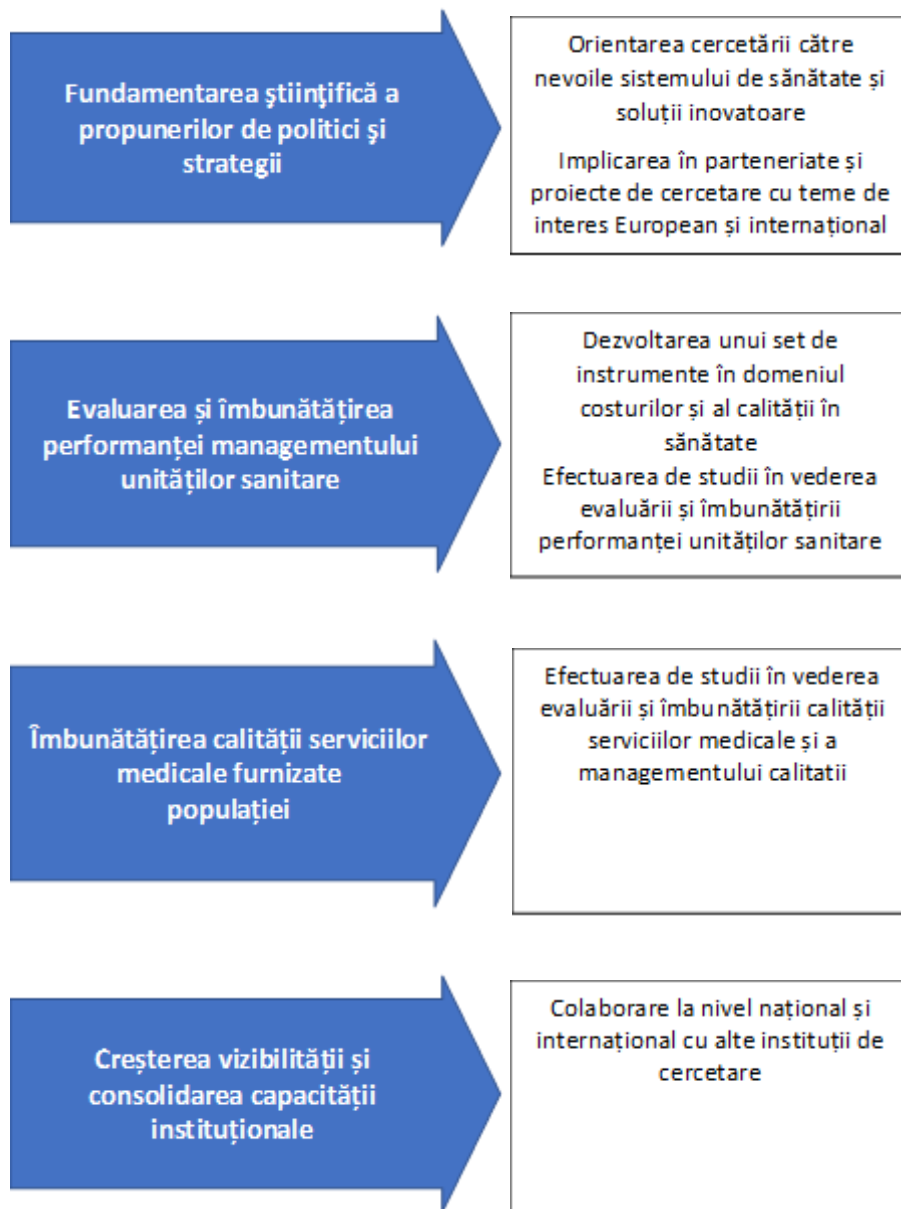 Fundamentarea ştiinţifică a
propunerilor de politici şi
strategii
Orientarea cercetării către
nevoile sistemului de sănătate și
soluții inovatoare
Implicarea în parteneriate și
proiecte de cercetare cu teme de
interes European și internațional
Evaluarea și îmbunătățirea
performanței managementului
unităților sanitare
Dezvoltarea unui set de
instrumente în domeniul
costurilor și al calității în
sănătate
Efectuarea de studii în vederea
evaluării și îmbunătățirii
performanței unităților sanitare
Îmbunătățirea calității serviciilor
medicale furnizate
populației
Efectuarea de studii în vederea
evaluării și îmbunătățirii calității
serviciilor medicale și a
managementului calitatii
Creșterea vizibilității și
consolidarea capacității
instituționale
Colaborare la nivel național și
internațional cu alte instituții de
cercetare